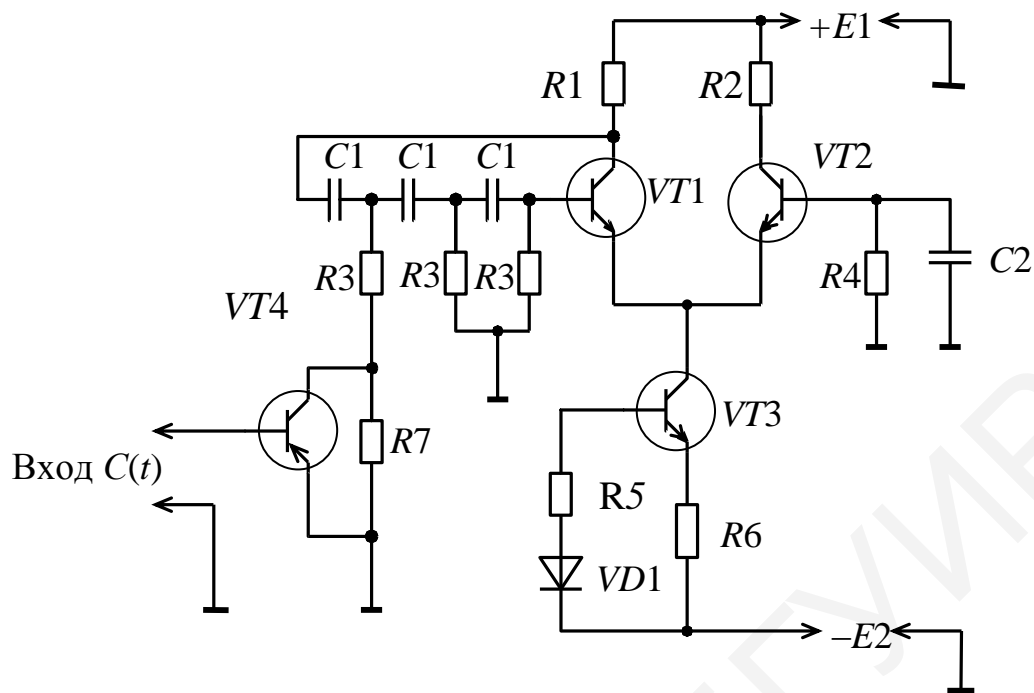 +E1
R1 R2
C1 C1 C1
VT1
VT2
R3 R3 R3
R4
C2
VT4
VT3
R7
Вход C(t)
R5
R6
VD1
–E2
ГУИР